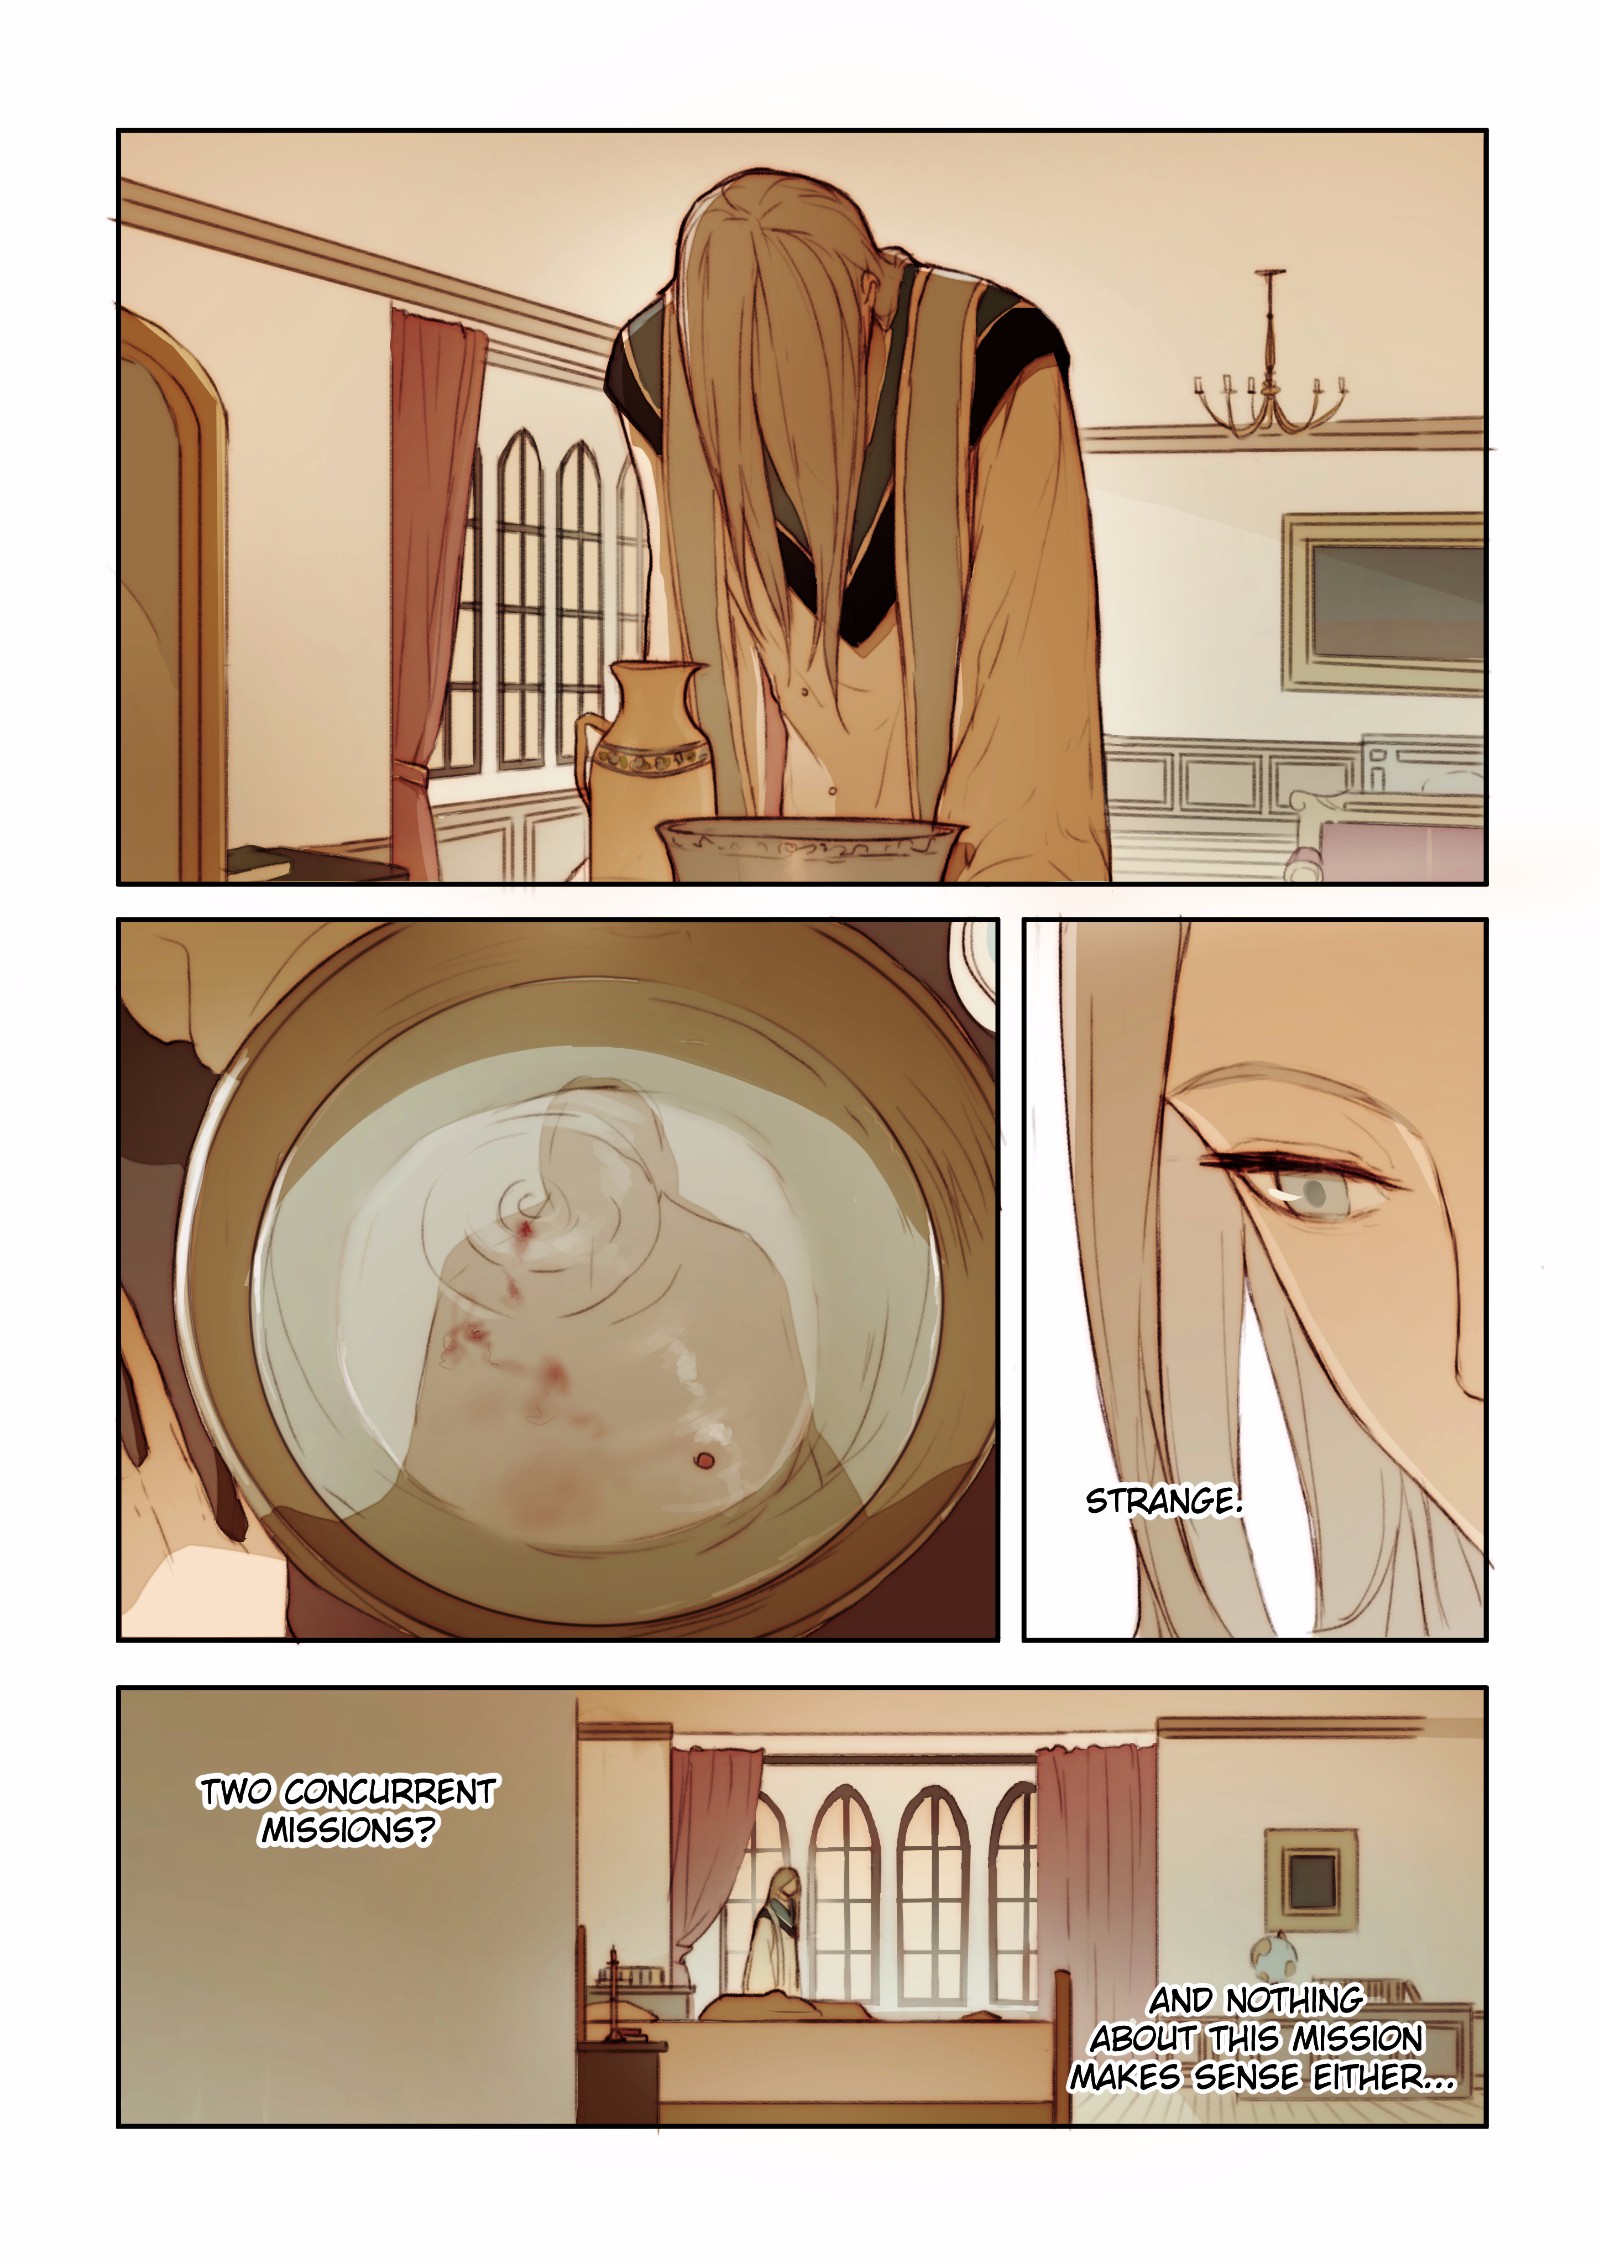 STRANGE.
TWO CONCURRENT
MISSIONS?
AND NOTHING
ABOUT THIS MISSION
MAKES SENSE EITHER...